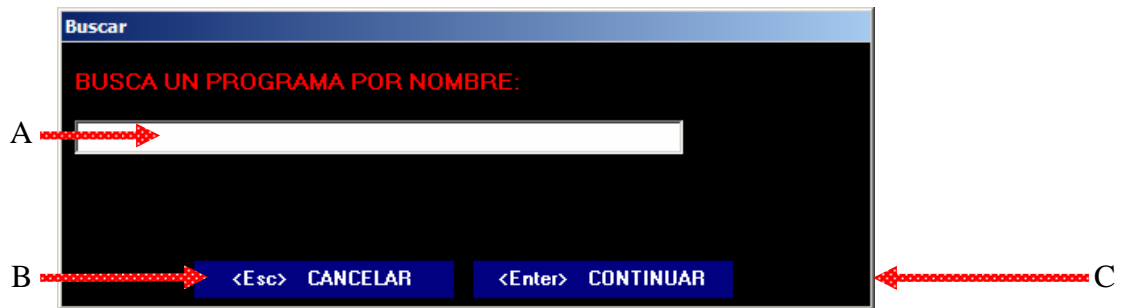 Buscar
BUSCA UN PROGRAMA POR NOMBRE:
A
B <Esc> CANCELAR <Enter> CONTINUAR C